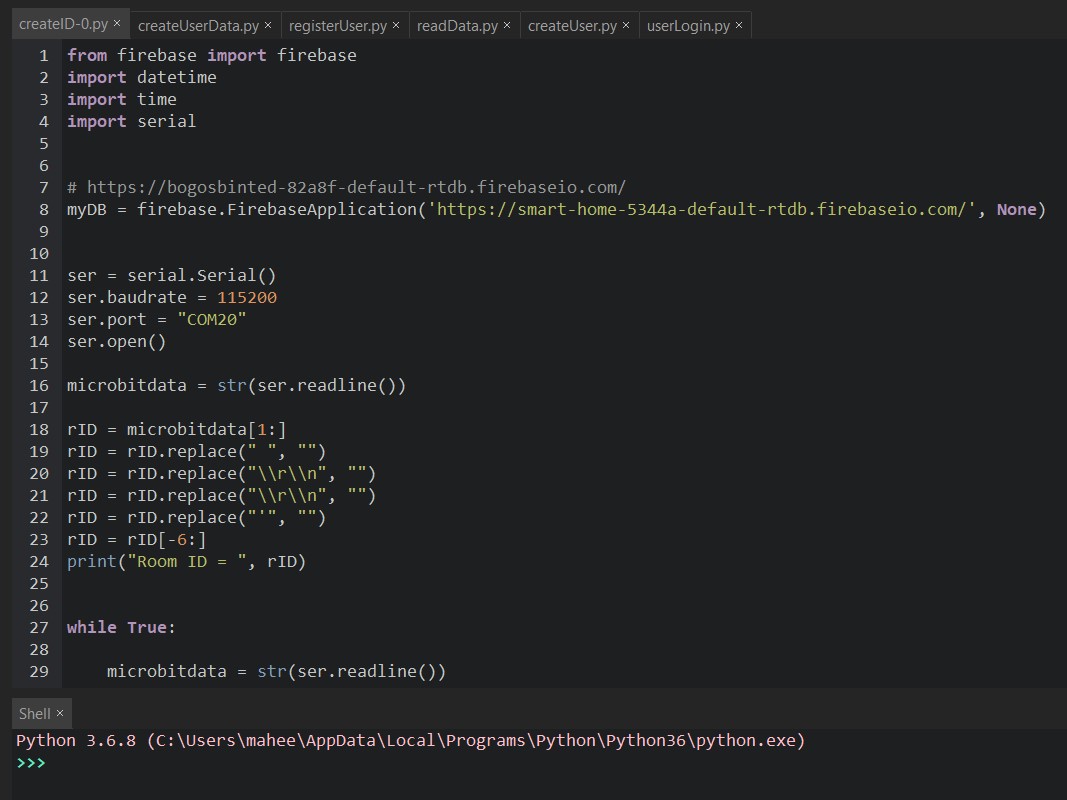 createID-0.py × createUserData.py × registerUser.py × readData.py × createUser.py × userLogin.py ×
1 from firebase import firebase
2 import datetime
3 import time
4 import serial
5
6
7 # https://bogosbinted-82a8f-default-rtdb.firebaseio.com/
8 myDB = firebase.FirebaseApplication('https://smart-home-5344a-default-rtdb.firebaseio.com/', None)
9
10
11 ser = serial.Serial()
12 ser.baudrate = 115200
13 ser.port = "COM20"
14 ser.open()
15
16 microbitdata = str(ser.readline())
17
18 rID = microbitdata[1:]
19 rID = rID.replace(" ", "")
20 rID = rID.replace("\\r\\n", "")
21 rID = rID.replace("\\r\\n", "")
22 rID = rID.replace("'", "")
23 rID = rID[-6:]
24 print("Room ID = ", rID)
25
26
27 while True:
28
29     microbitdata = str(ser.readline())
Shell ×
Python 3.6.8 (C:\Users\mahee\AppData\Local\Programs\Python\Python36\python.exe)
>>>